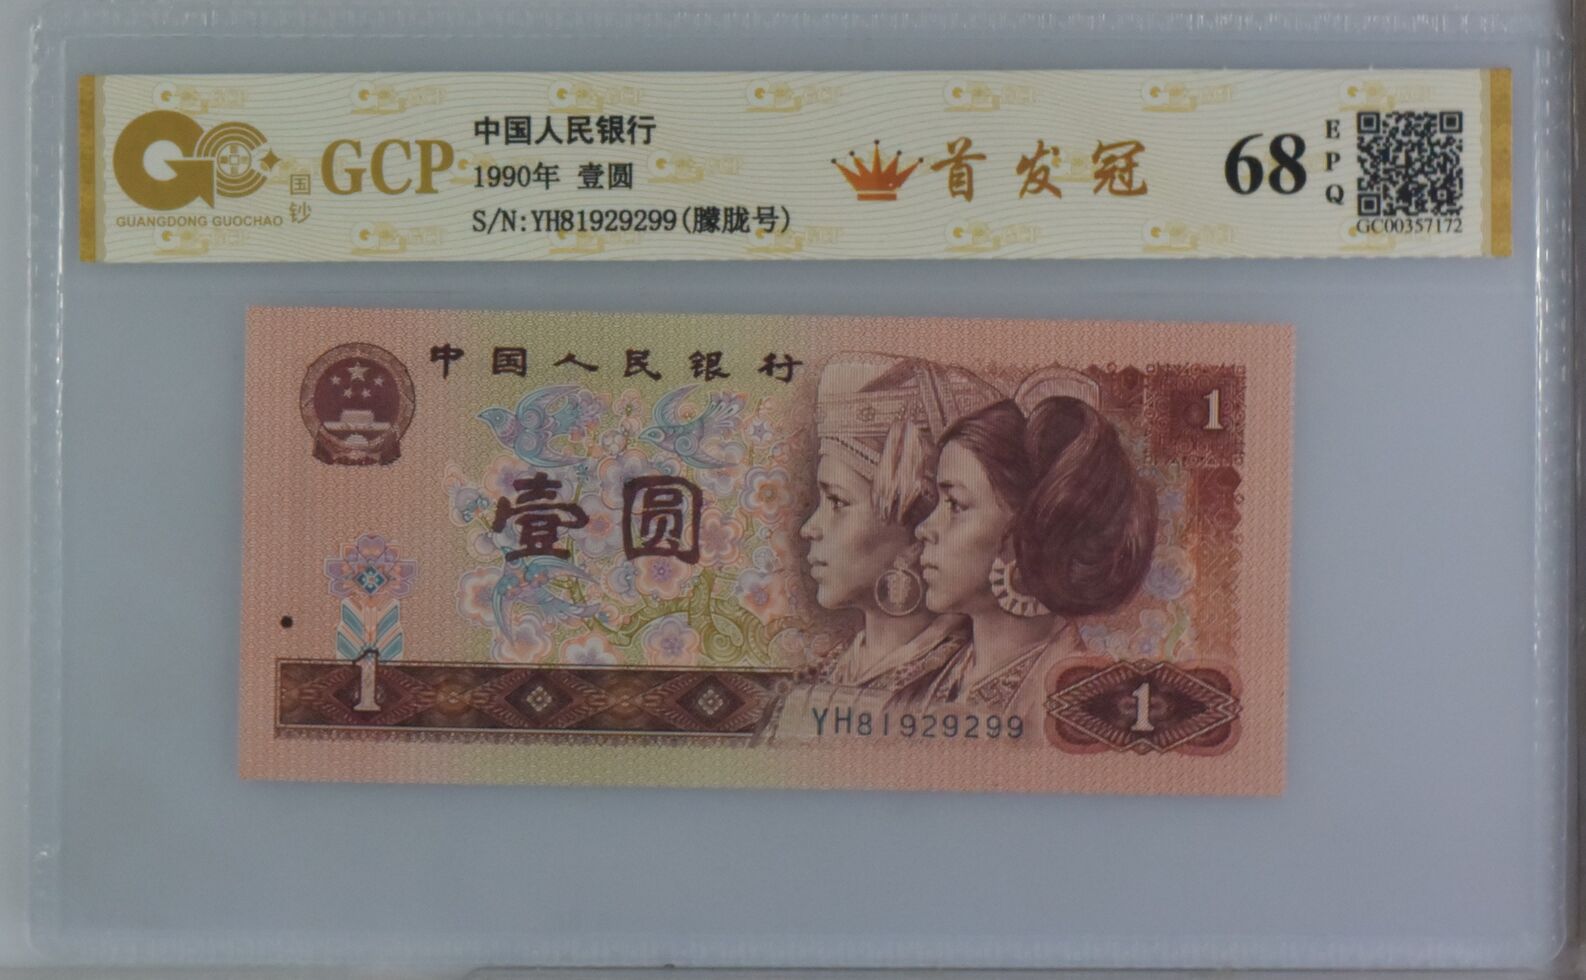 中国人民银行
1990年 壹圆
S/N:YH81929299(朦胧号)
国钞
GCP
GUANGDONG GUOCHAO
首发冠
68
EPQ
GC00357172
中国人民银行
1
壹圆
1
YH81929299
1